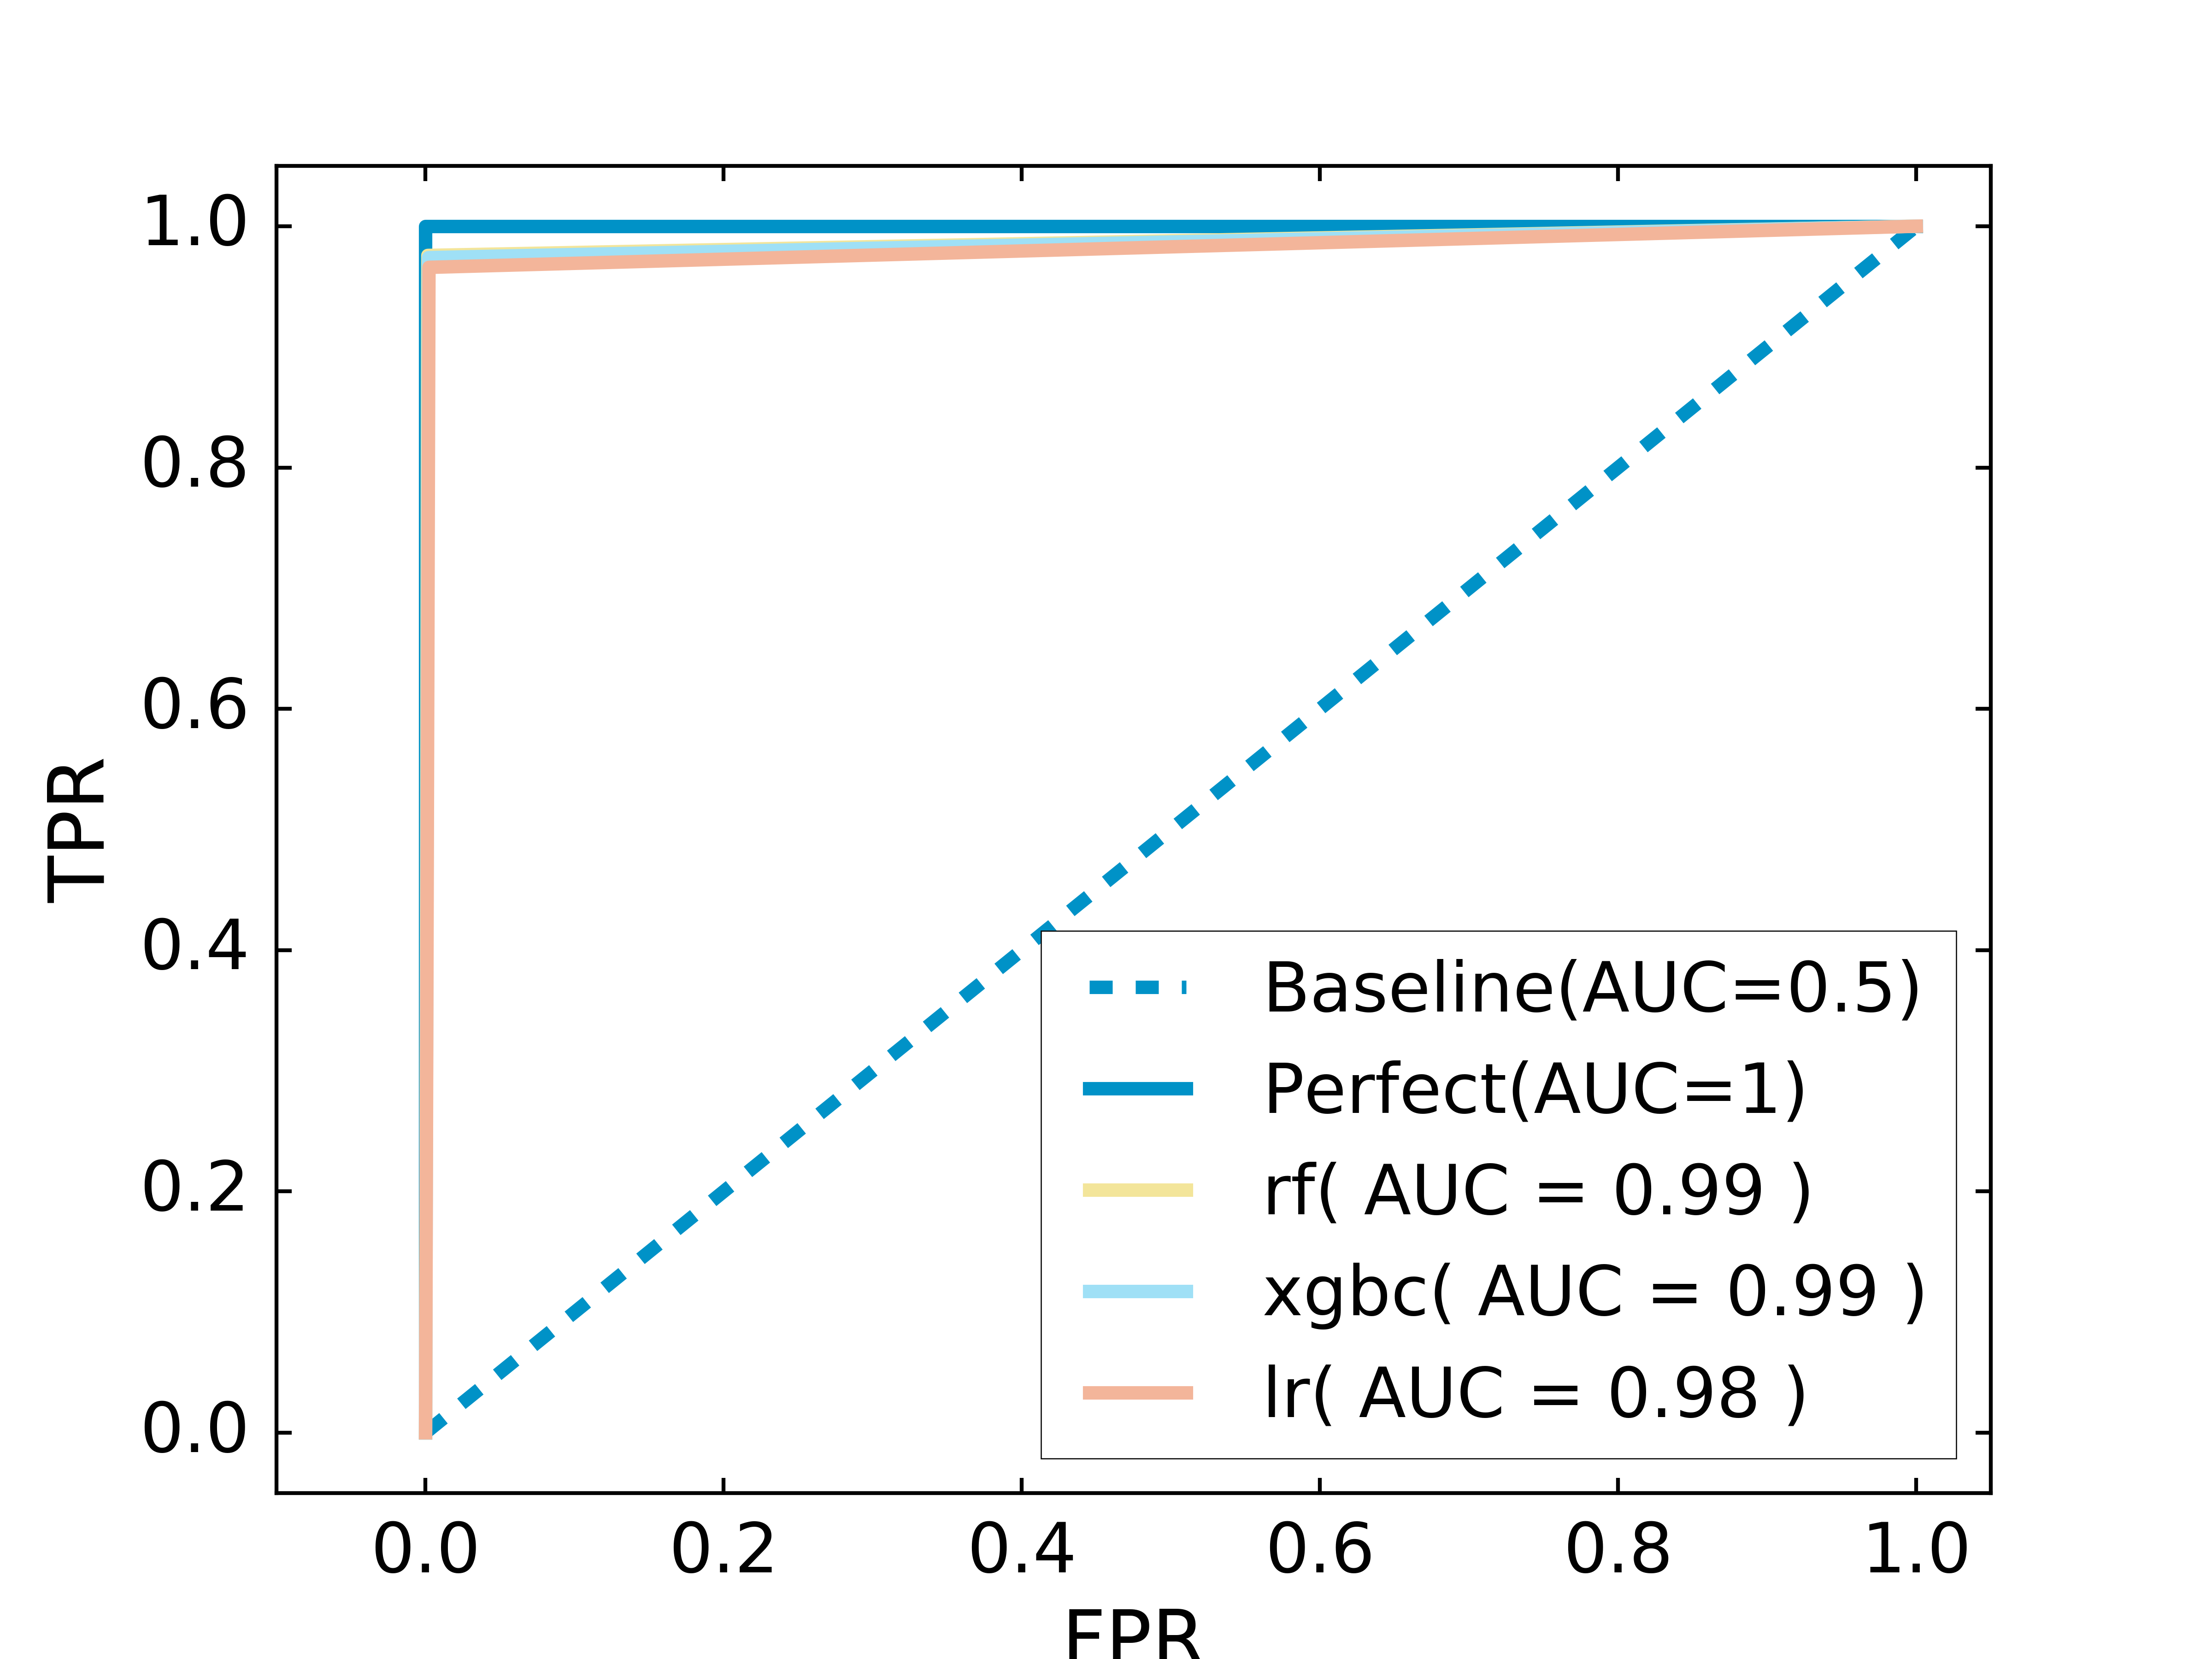 1.0
0.8
0.6
0.4
0.2
0.0
TPR
Baseline(AUC=0.5)
Perfect(AUC=1)
rf( AUC = 0.99 )
xgbc( AUC = 0.99 )
lr( AUC = 0.98 )
0.0 0.2 0.4 0.6 0.8 1.0
FPR